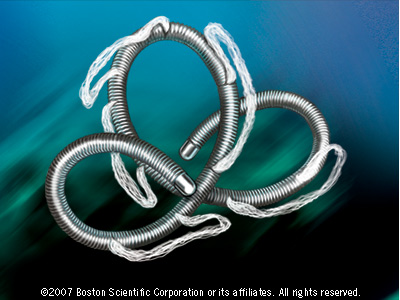 ©2007 Boston Scientific Corporation or its affiliates. All rights reserved.